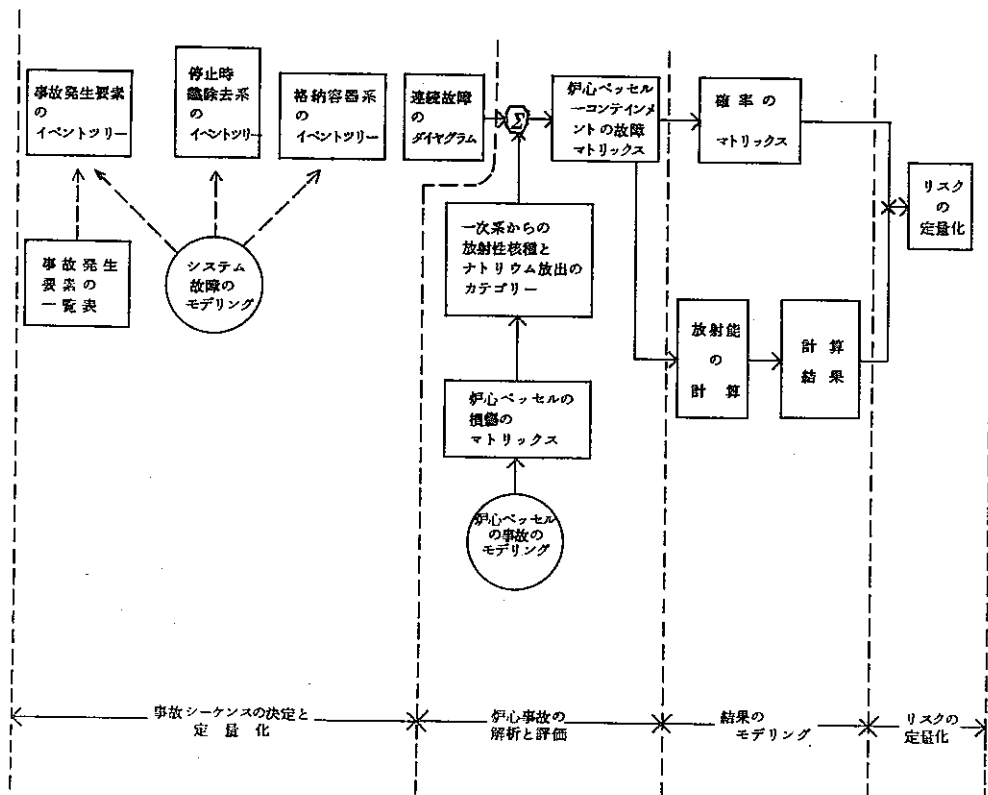 事故発生要素
の
イベントツリー
停止時
熱除去系
の
イベントツリー
格納容器系
の
イベントツリー
連続故障
の
ダイヤグラム
Σ
炉心ベッセル
ーコンテインメ
ントの故障
マトリックス
確率の
マトリックス
リスク
の
定量化
事故発生
要素の
一覧表
システム
故障の
モデリング
一次系からの
放射性核種と
ナトリウム放出の
カテゴリー
放射能
の
計算
計算
結果
炉心ベッセルの
損傷の
マトリックス
炉心ベッセル
の事故の
モデリング
事故シーケンスの決定と
定量化
炉心事故の
解析と評価
結果の
モデリング
リスクの
定量化